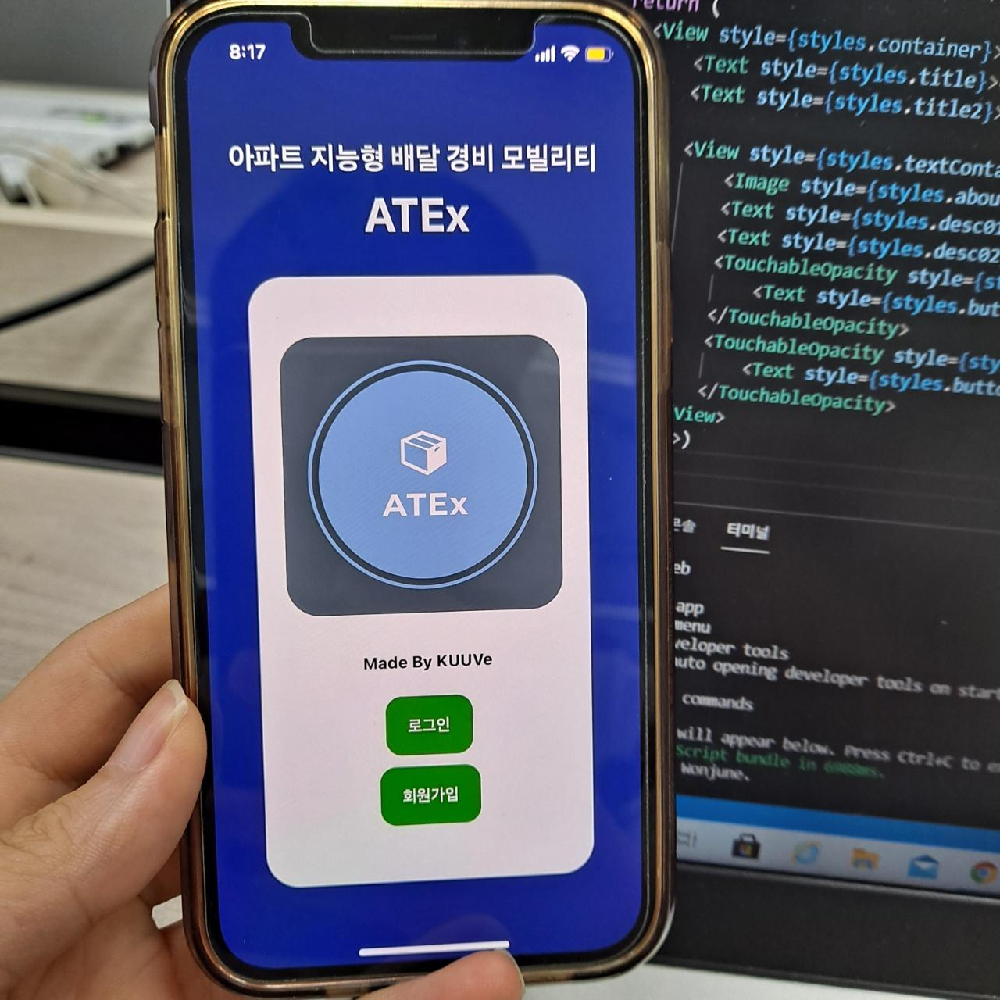 8:17
아파트 지능형 배달 경비 모빌리티
ATEx
ATEx
Made By KUUVe
로그인
회원가입
return (
<View style={styles.container}>
<Text style={styles.title}>
<Text style={styles.title2}>
<View style={styles.textConta
<Image style={styles.abou
<Text style={styles.desc01
<Text style={styles.desc02
<TouchableOpacity style={st
<Text style={styles.but
</TouchableOpacity>
<TouchableOpacity style={sty
<Text style={styles.butto
</TouchableOpacity>
View>
>)
터미널
eb
app
menu
veloper tools
uto opening developer tools on start
commands
will appear below. Press Ctrl+C to e
Script bundle in
Wonjune.